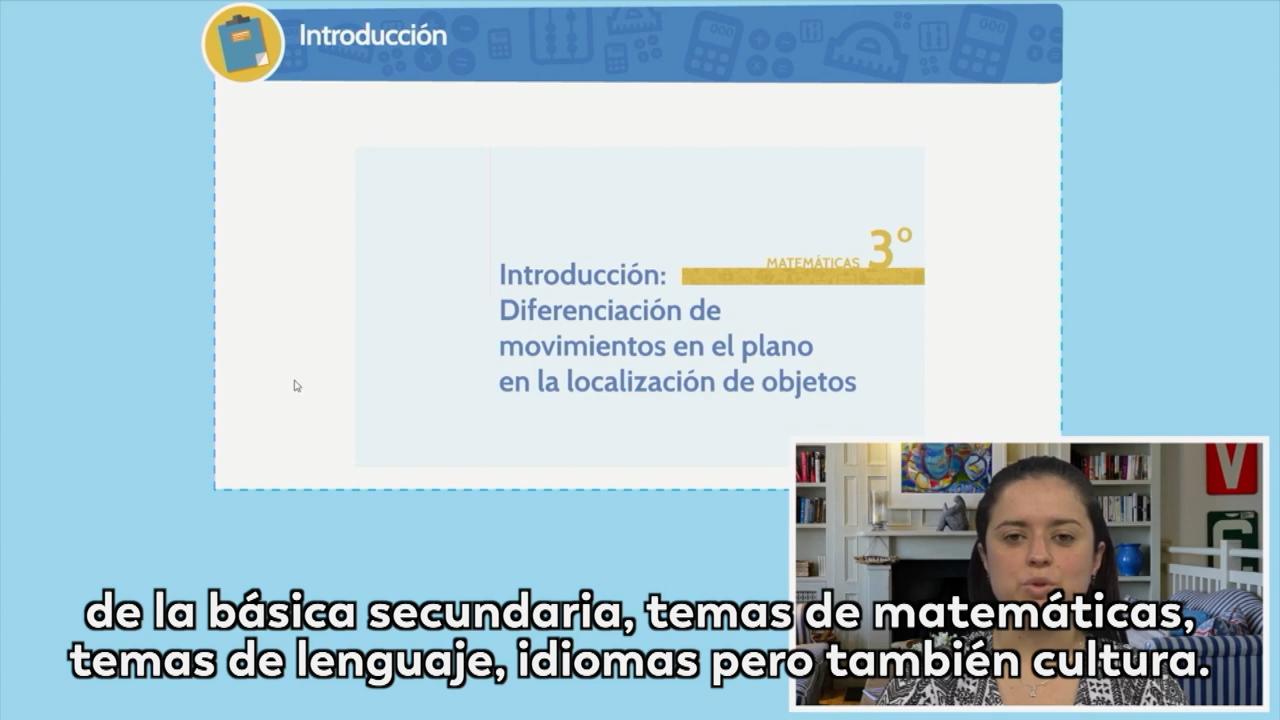 Introducción
MATEMÁTICAS 3°
Introducción:
Diferenciación de
movimientos en el plano
en la localización de objetos
V
de la básica secundaria, temas de matemáticas,
temas de lenguaje, idiomas pero también cultura.